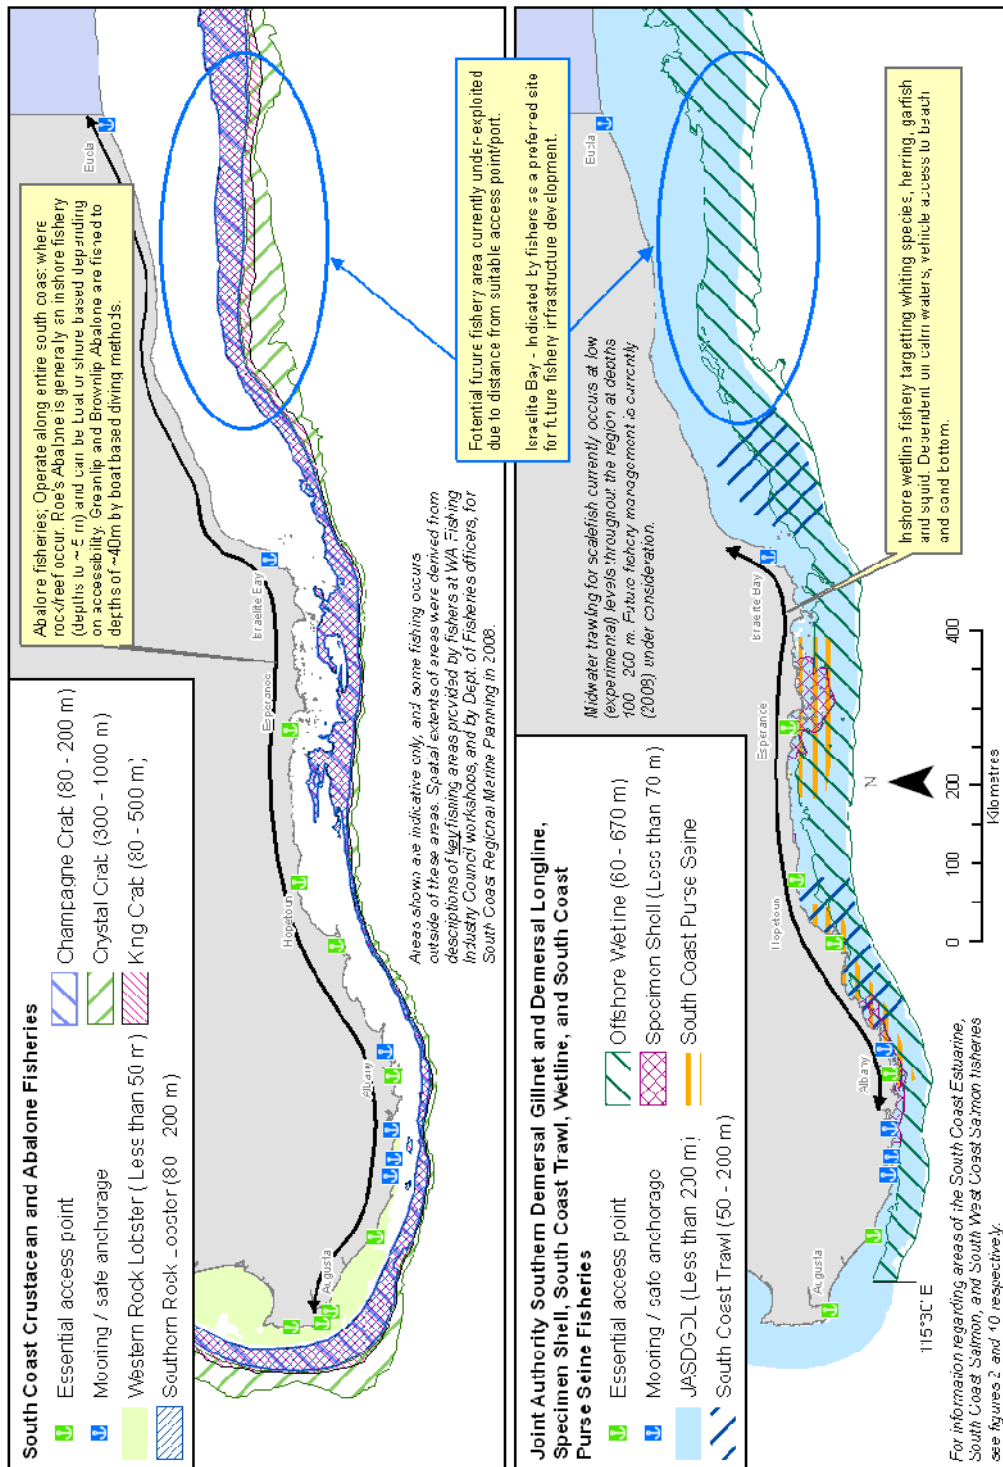 South Coast Crustacean and Abalone Fisheries
Essential access point
Mooring / safe anchorage
Western Rock Lobster (Less than 50 m)
Southern Rock Lobster (80 200 m)
Champagne Crab (80 - 200 m)
Crystal Crab (300 - 1000 m)
King Crab (80 - 500 m)
Abalone fisheries; Operate along entire south coast where
rock/reef occur. Roe's Abalone is generally an inshore fishery
(depths to ~ 5 m) and can be boat or shore based depending
on accessibility. Greenlip and Brownlip Abalone are fished to
depths of ~40m by boat based diving methods.
Eucla
Israelite Bay
Esperance
Hopetoun
Albany
Augusta
Areas shown are indicative only, and some fishing occurs
outside of these areas. Spatial extents of areas were derived from
descriptions of key fishing areas provided by fishers at WA Fishing
Industry Council workshops, and by Dept. of Fisheries officers, for
South Coast Regional Marine Planning in 2008.
Potential future fishery area currently under-exploited
due to distance from suitable access point/port.
Israelite Bay - Indicated by fishers as a preferred site
for future fishery infrastructure development.
Joint Authority Southern Demersal Gillnet and Demersal Longline,
Specimen Shell, South Coast Trawl, Wetline, and South Coast
Purse Seine Fisheries
Essential access point
Mooring / safe anchorage
JASDGDL (Less than 200 m)
South Coast Trawl (50 - 200 m)
Offshore Wetline (60 - 670 m)
Specimen Shell (Less than 70 m)
South Coast Purse Seine
Midwater trawling for scalefish currently occurs at low
(experimental) levels throughout the region at depths
100 200 m. Future fishery management is currently
(2008) under consideration.
Eucla
Israelite Bay
Esperance
Hopetoun
Albany
Augusta
Inshore wetline fishery targetting whiting species, herring, garfish
and squid. Dependent on calm waters, vehicle access to beach
and sand bottom.
115°30' E
N
0 100 200 400
Kilometres
For information regarding areas of the South Coast Estuarine,
South Coast Salmon, and South West Coast Salmon fisheries
see figures 2 and 10 respectively.